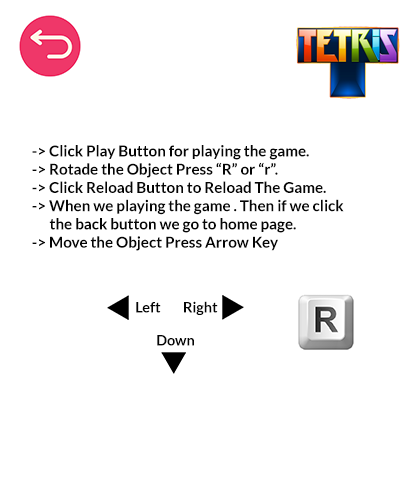 TETRIS
-> Click Play Button for playing the game.
-> Rotade the Object Press “R” or “r”.
-> Click Reload Button to Reload The Game.
-> When we playing the game . Then if we click
the back button we go to home page.
-> Move the Object Press Arrow Key
Left Right
R
Down